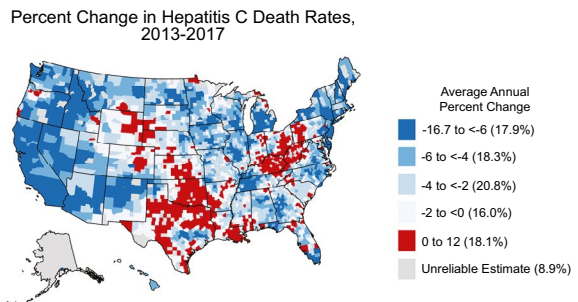 Percent Change in Hepatitis C Death Rates,
2013-2017
Average Annual
Percent Change
-16.7 to <-6 (17.9%)
-6 to <-4 (18.3%)
-4 to <-2 (20.8%)
-2 to <0 (16.0%)
0 to 12 (18.1%)
Unreliable Estimate (8.9%)